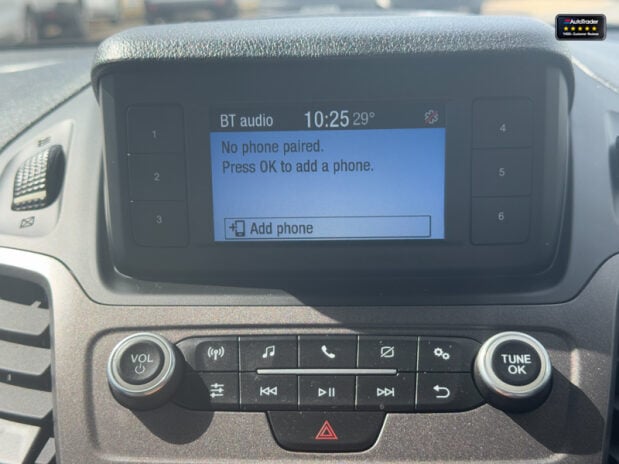 AutoTrader
BT audio 10:25 29°
No phone paired.
Press OK to add a phone.
Add phone
1
2
3
4
5
6
VOL
TUNE
OK